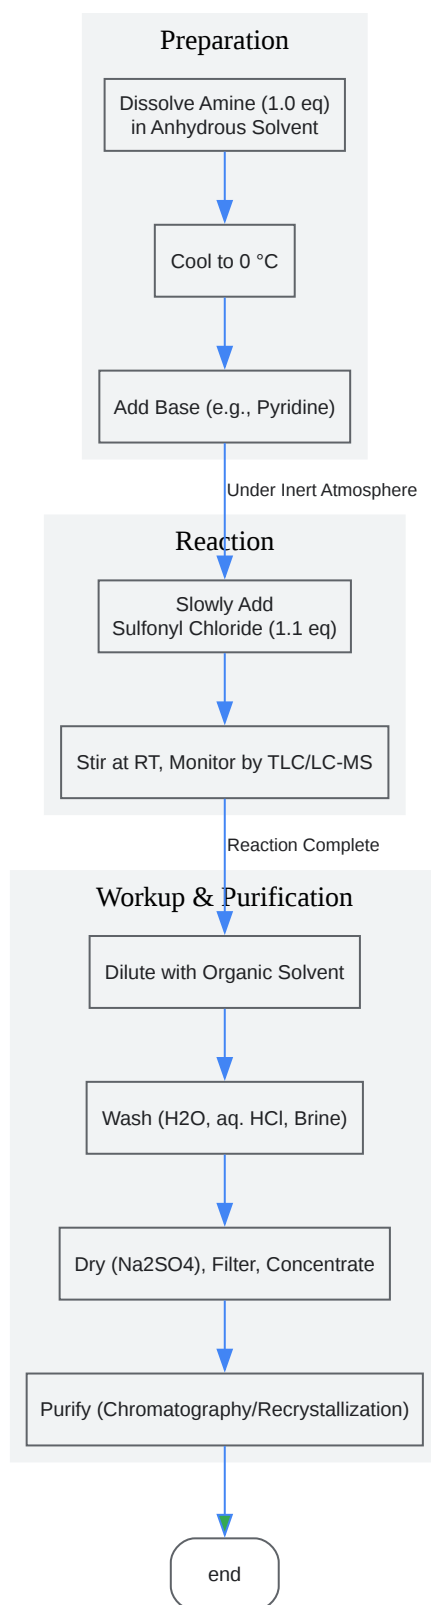 Preparation
Dissolve Amine (1.0 eq)
in Anhydrous Solvent
Cool to 0 °C
Add Base (e.g., Pyridine)
Under Inert Atmosphere
Reaction
Slowly Add
Sulfonyl Chloride (1.1 eq)
Stir at RT, Monitor by TLC/LC-MS
Reaction Complete
Workup & Purification
Dilute with Organic Solvent
Wash (H2O, aq. HCl, Brine)
Dry (Na2SO4), Filter, Concentrate
Purify (Chromatography/Recrystallization)
end